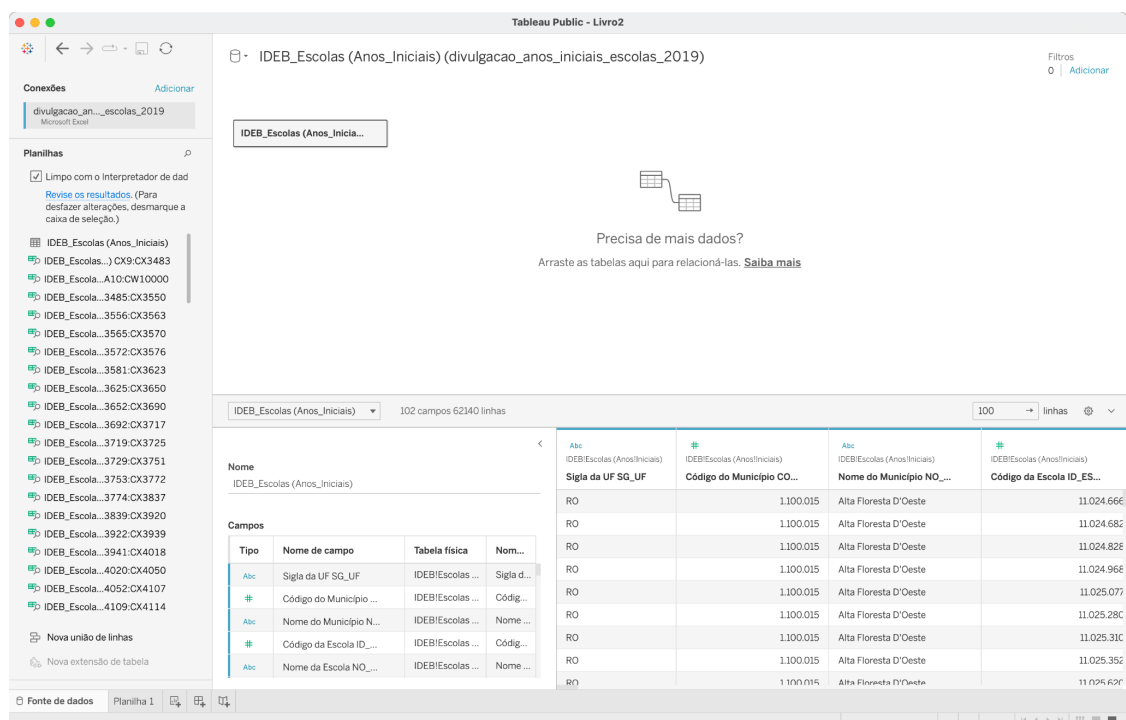 Tableau Public - Livro2
IDEB_Escolas (Anos_Iniciais) (divulgacao_anos_iniciais_escolas_2019)
Filtros
0 Adicionar
Conexões Adicionar
divulgacao_an..._escolas_2019
Microsoft Excel
IDEB_Escolas (Anos_Inicia...
Planilhas
Limpo com o Interpretador de dad
Revise os resultados. (Para
desfazer alterações, desmarque a
caixa de seleção.)
IDEB_Escolas (Anos_Iniciais)
IDEB_Escolas...) CX9:CX3483
IDEB_Escola...A10:CW10000
IDEB_Escola...3485:CX3550
IDEB_Escola...3556:CX3563
IDEB_Escola...3565:CX3570
IDEB_Escola...3572:CX3576
IDEB_Escola...3581:CX3623
IDEB_Escola...3625:CX3650
IDEB_Escola...3652:CX3690
IDEB_Escola...3692:CX3717
IDEB_Escola...3719:CX3725
IDEB_Escola...3729:CX3751
IDEB_Escola...3753:CX3772
IDEB_Escola...3774:CX3837
IDEB_Escola...3839:CX3920
IDEB_Escola...3922:CX3939
IDEB_Escola...3941:CX4018
IDEB_Escola...4020:CX4050
IDEB_Escola...4052:CX4107
IDEB_Escola...4109:CX4114
Nova união de linhas
Nova extensão de tabela
Precisa de mais dados?
Arraste as tabelas aqui para relacioná-las. Saiba mais
IDEB_Escolas (Anos_Iniciais) 102 campos 62140 linhas 100 → linhas
Nome
IDEB_Escolas (Anos_Iniciais)
Campos
Tipo Nome de campo Tabela física Nom...
Abc Sigla da UF SG_UF IDEB!Escolas ... Sigla d...
# Código do Município ... IDEB!Escolas ... Códig...
Abc Nome do Município N... IDEB!Escolas ... Nome ...
# Código da Escola ID_... IDEB!Escolas ... Códig...
Abc Nome da Escola NO_... IDEB!Escolas ... Nome ...
Abc # Abc #
IDEB!Escolas (Anos!Iniciais) IDEB!Escolas (Anos!Iniciais) IDEB!Escolas (Anos!Iniciais) IDEB!Escolas (Anos!Iniciais)
Sigla da UF SG_UF Código do Município CO... Nome do Município NO_... Código da Escola ID_ES...
RO 1.100.015 Alta Floresta D'Oeste 11.024.666
RO 1.100.015 Alta Floresta D'Oeste 11.024.682
RO 1.100.015 Alta Floresta D'Oeste 11.024.828
RO 1.100.015 Alta Floresta D'Oeste 11.024.968
RO 1.100.015 Alta Floresta D'Oeste 11.025.077
RO 1.100.015 Alta Floresta D'Oeste 11.025.280
RO 1.100.015 Alta Floresta D'Oeste 11.025.310
RO 1.100.015 Alta Floresta D'Oeste 11.025.352
RO 1.100.015 Alta Floresta D'Oeste 11.025.620
Fonte de dados Planilha 1